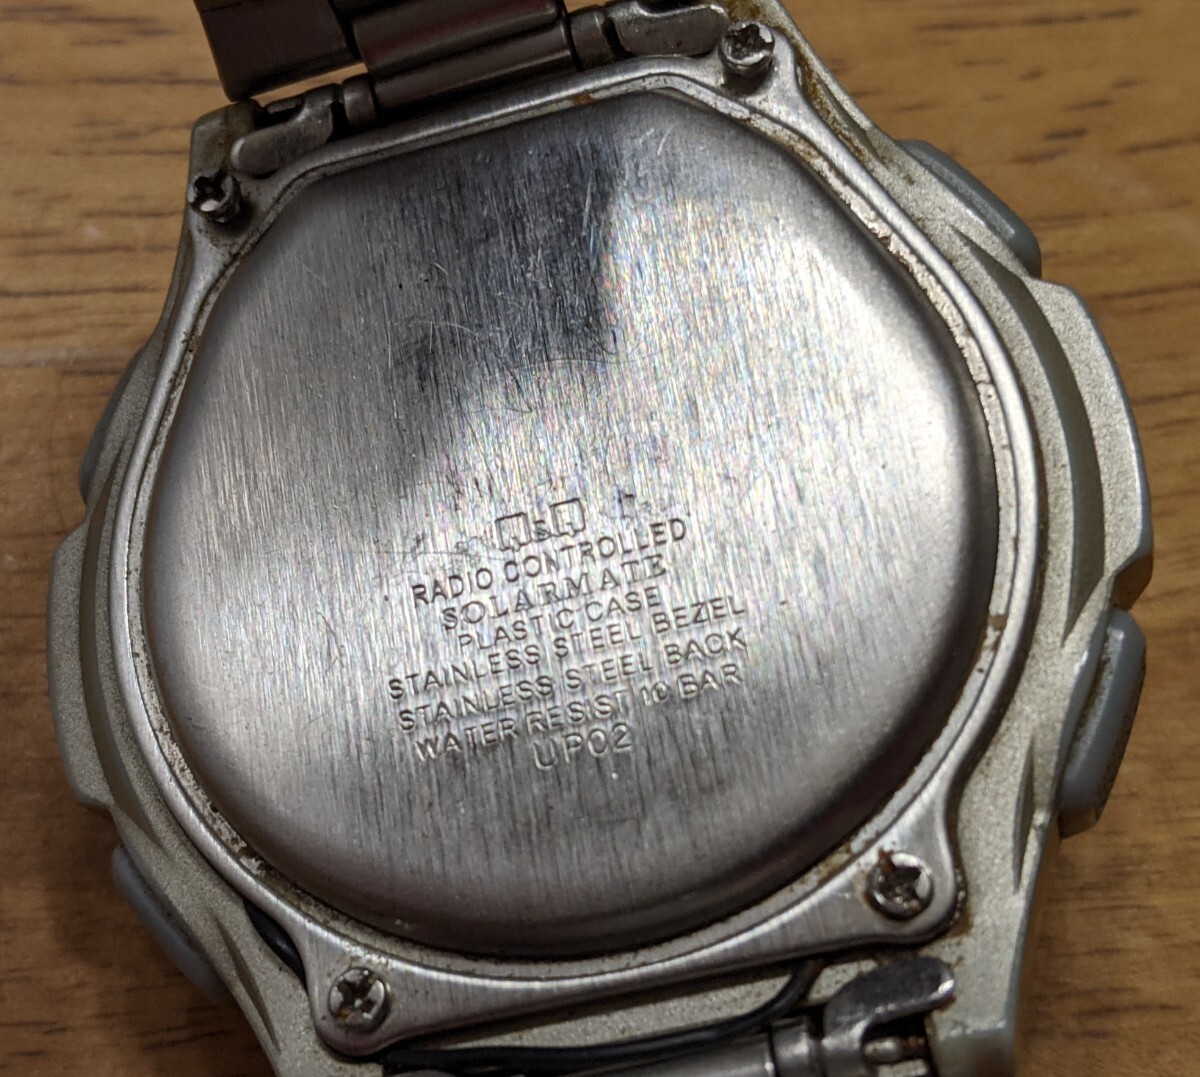 Q&Q
RADIO CONTROLLED
SOLARMATE
PLASTIC CASE
STAINLESS STEEL BEZEL
STAINLESS STEEL BACK
WATER RESIST 10 BAR
UP02